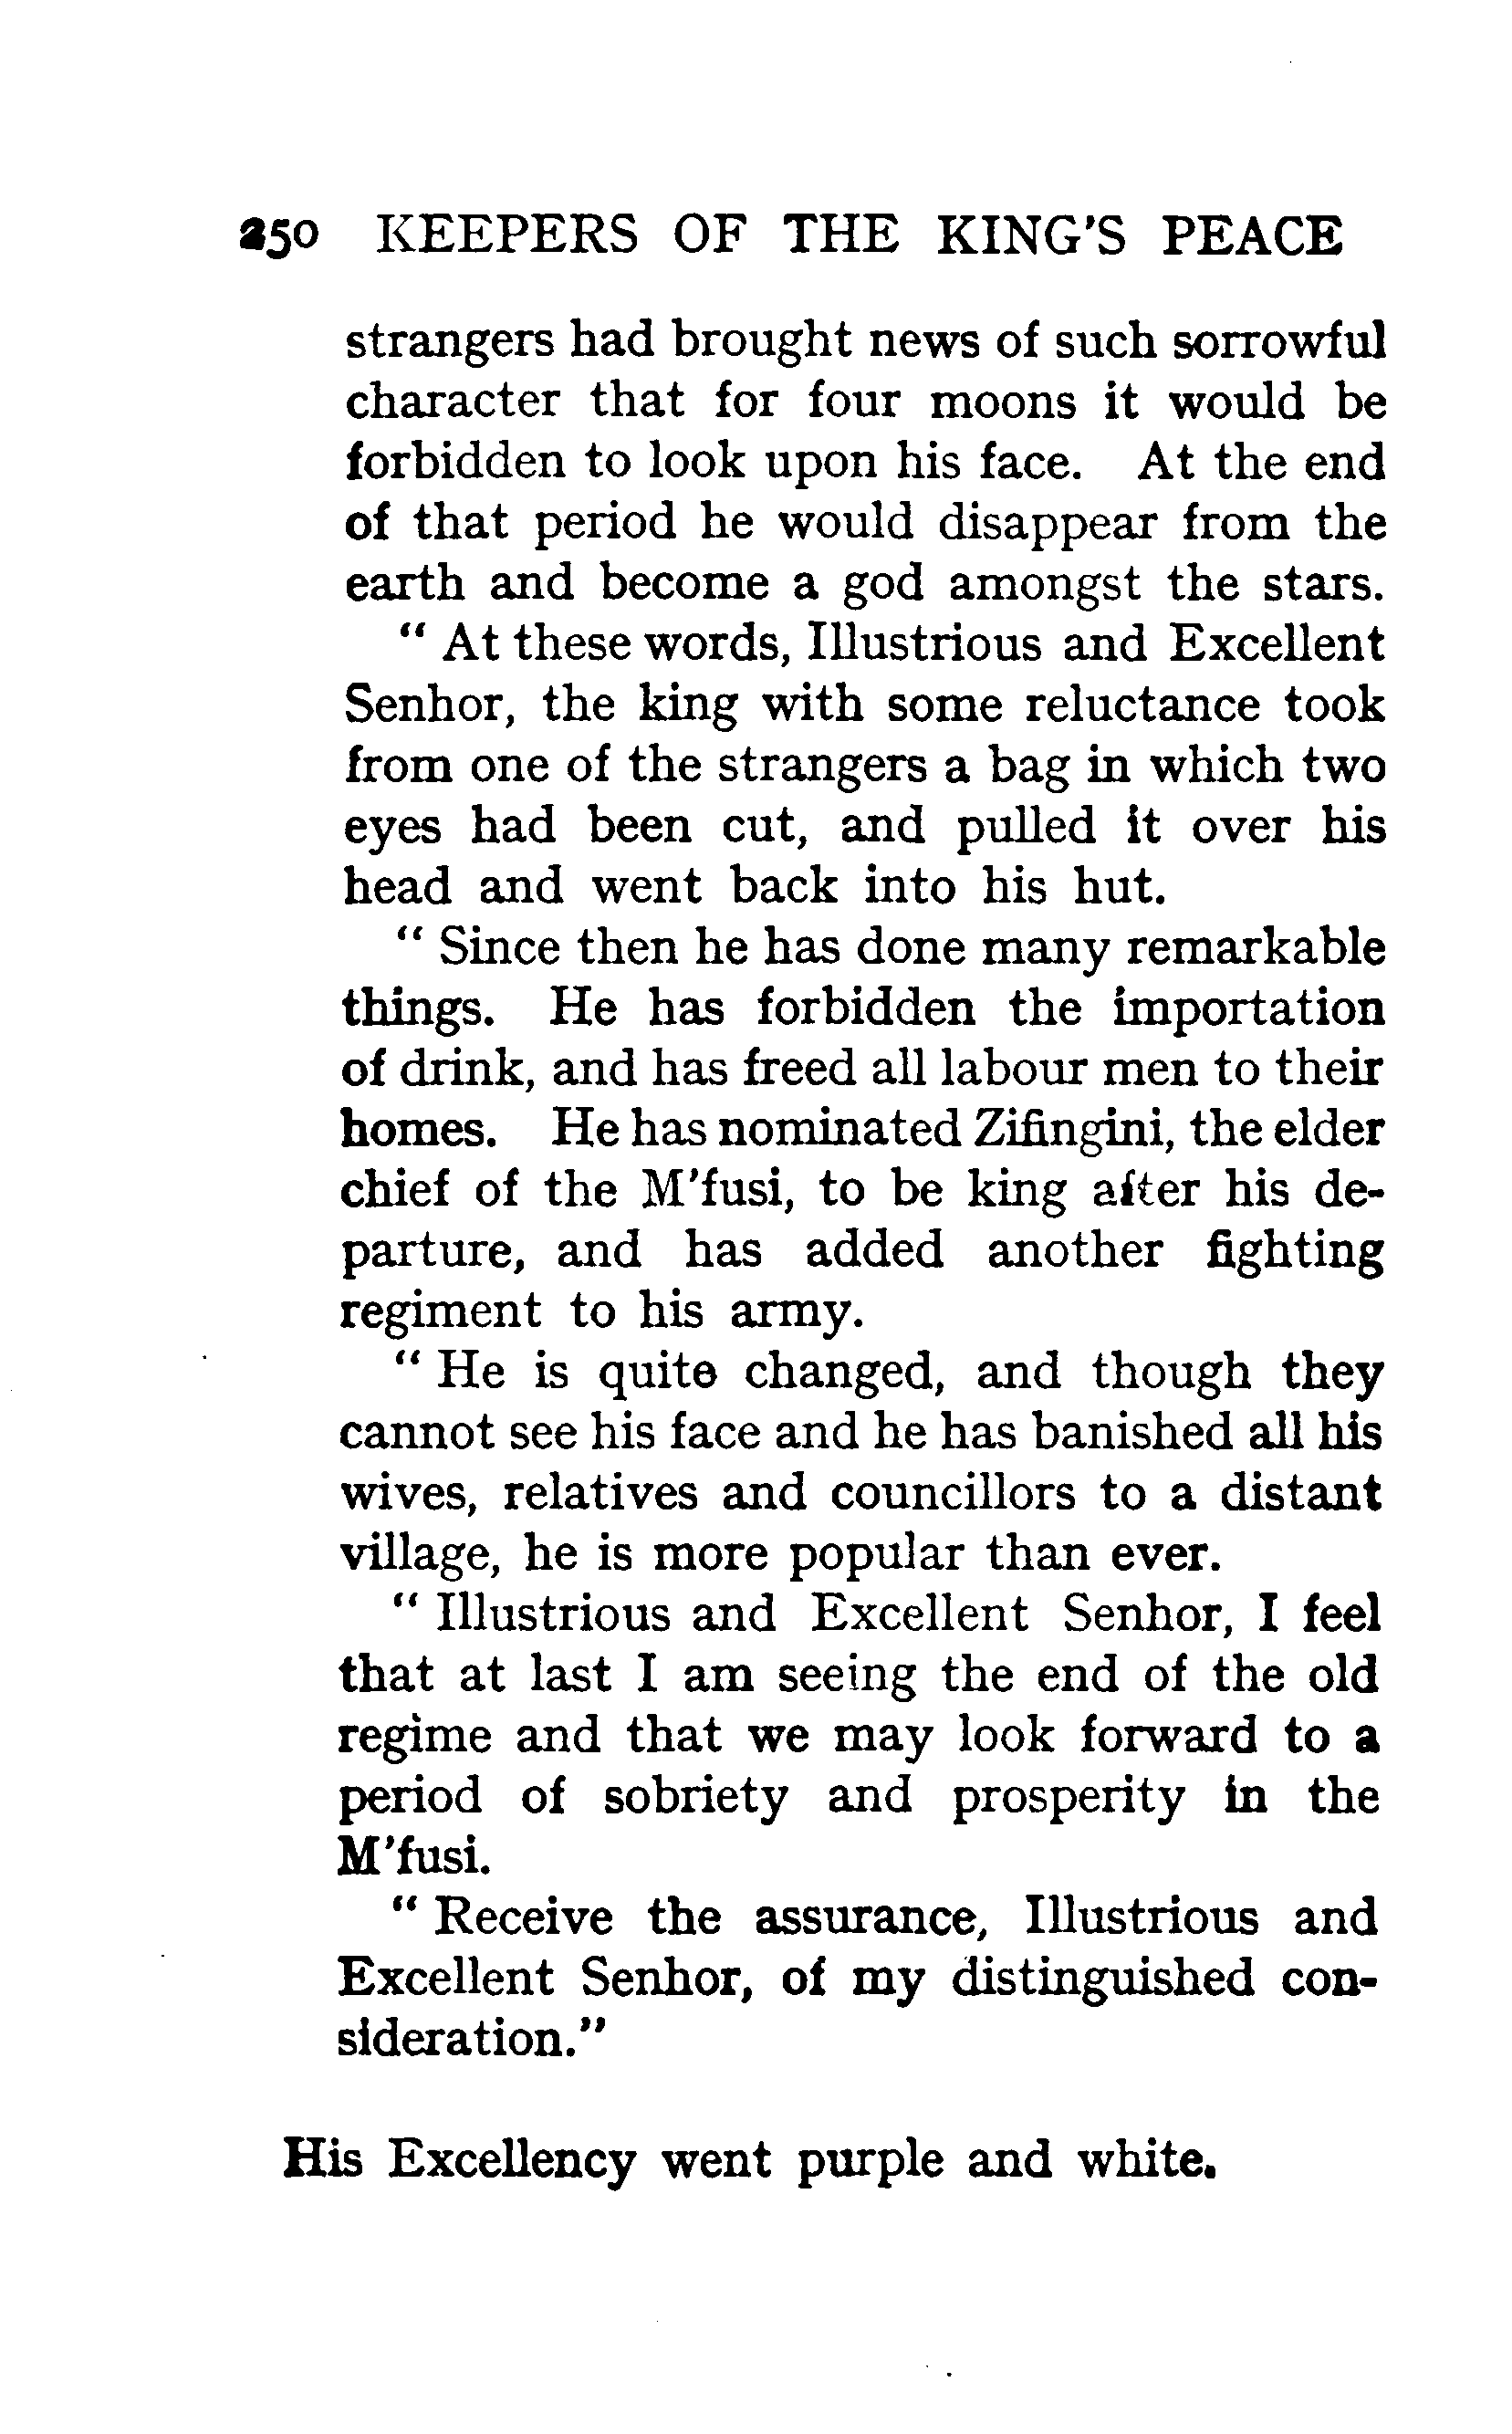 250 KEEPERS OF THE KING'S PEACE
strangers had brought news of such sorrowful
character that for four moons it would be
forbidden to look upon his face. At the end
of that period he would disappear from the
earth and become a god amongst the stars.
" At these words, Illustrious and Excellent
Senhor, the king with some reluctance took
from one of the strangers a bag in which two
eyes had been cut, and pulled it over his
head and went back into his hut.
" Since then he has done many remarkable
things. He has forbidden the importation
of drink, and has freed all labour men to their
homes. He has nominated Zifingini, the elder
chief of the M'fusi, to be king after his de-
parture, and has added another fighting
regiment to his army.
" He is quite changed, and though they
cannot see his face and he has banished all his
wives, relatives and councillors to a distant
village, he is more popular than ever.
" Illustrious and Excellent Senhor, I feel
that at last I am seeing the end of the old
regime and that we may look forward to a
period of sobriety and prosperity in the
M'fusi.
" Receive the assurance, Illustrious and
Excellent Senhor, of my distinguished con-
sideration."
His Excellency went purple and white.